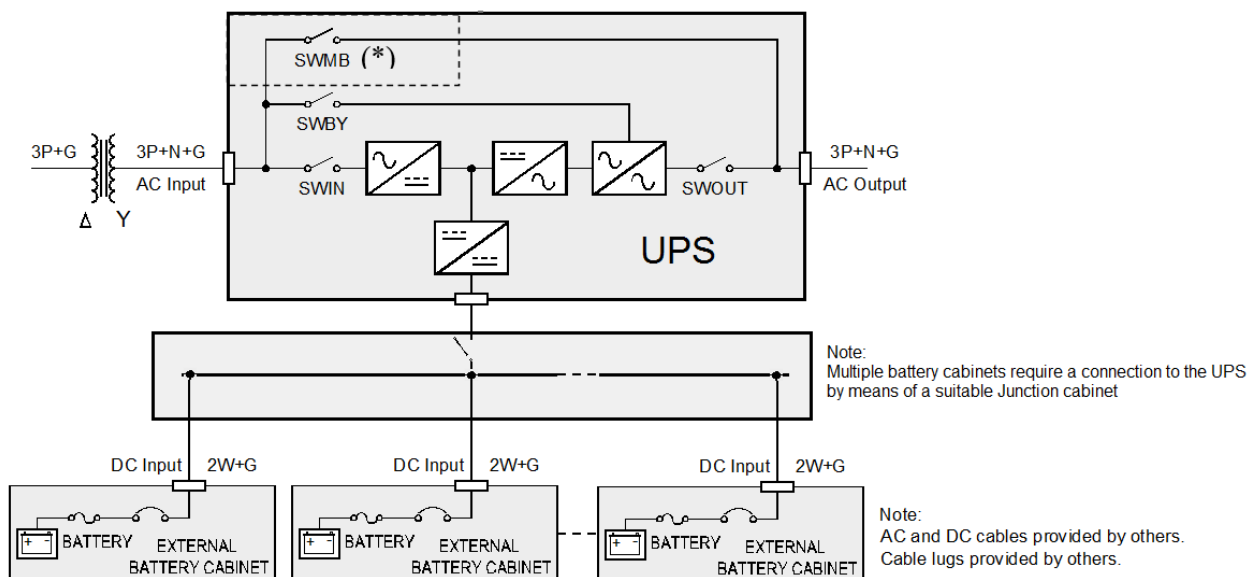 SWMB (*)
SWBY
3P+G
3P+N+G
AC Input
SWIN
SWOUT
3P+N+G
AC Output
Δ Y
UPS
Note:
Multiple battery cabinets require a connection to the UPS
by means of a suitable Junction cabinet
DC Input 2W+G
DC Input 2W+G
DC Input 2W+G
+ -
BATTERY
EXTERNAL
BATTERY CABINET
+ -
BATTERY
EXTERNAL
BATTERY CABINET
+ -
BATTERY
EXTERNAL
BATTERY CABINET
Note:
AC and DC cables provided by others.
Cable lugs provided by others.